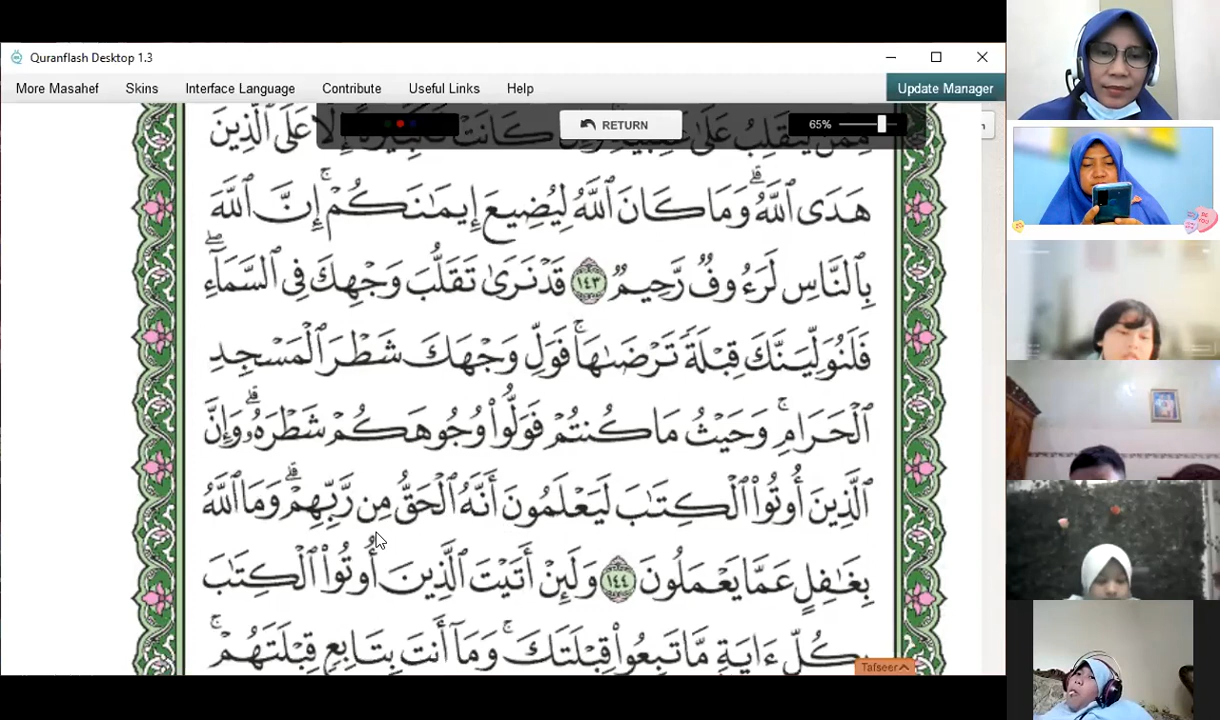 Quranflash Desktop 1.3
More Masahef Skins Interface Language Contribute Useful Links Help Update Manager
RETURN 65%
عَلَى ٱلَّذِينَ
هَدَى ٱللَّهُ ۗ وَمَا كَانَ ٱللَّهُ لِيُضِيعَ إِيمَـٰنَكُمْ ۚ إِنَّ ٱللَّهَ
بِٱلنَّاسِ لَرَءُوفٌ رَّحِيمٌ ١٤٣ قَدْ نَرَىٰ تَقَلُّبَ وَجْهِكَ فِى ٱلسَّمَآءِ ۖ
فَلَنُوَلِّيَنَّكَ قِبْلَةً تَرْضَىٰهَا ۚ فَوَلِّ وَجْهَكَ شَطْرَ ٱلْمَسْجِدِ
ٱلْحَرَامِ ۚ وَحَيْثُ مَا كُنتُمْ فَوَلُّوا۟ وُجُوهَكُمْ شَطْرَهُۥ ۗ وَإِنَّ
ٱلَّذِينَ أُوتُوا۟ ٱلْكِتَـٰبَ لَيَعْلَمُونَ أَنَّهُ ٱلْحَقُّ مِن رَّبِّهِمْ ۗ وَمَا ٱللَّهُ
بِغَـٰفِلٍ عَمَّا يَعْمَلُونَ ١٤٤ وَلَئِنْ أَتَيْتَ ٱلَّذِينَ أُوتُوا۟ ٱلْكِتَـٰبَ
بِكُلِّ ءَايَةٍ مَّا تَبِعُوا۟ قِبْلَتَكَ ۚ وَمَآ أَنتَ بِتَابِعٍ قِبْلَتَهُمْ ۚ
Tafseer